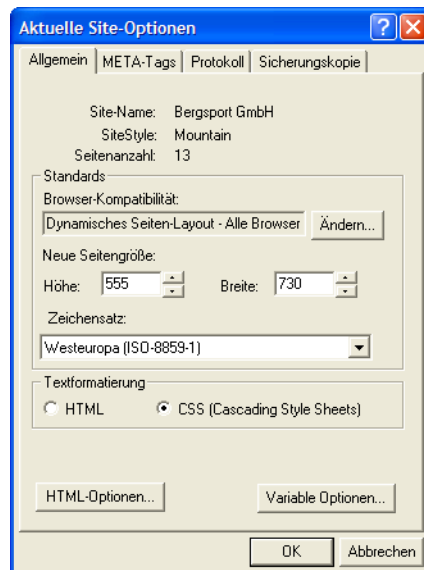 Aktuelle Site-Optionen
Allgemein META-Tags Protokoll Sicherungskopie
Site-Name: Bergsport GmbH
SiteStyle: Mountain
Seitenanzahl: 13
Standards
Browser-Kompatibilität:
Dynamisches Seiten-Layout - Alle Browser Ändern...
Neue Seitengröße:
Höhe: 555 Breite: 730
Zeichensatz:
Westeuropa (ISO-8859-1)
Textformatierung
HTML CSS (Cascading Style Sheets)
HTML-Optionen... Variable Optionen...
OK Abbrechen